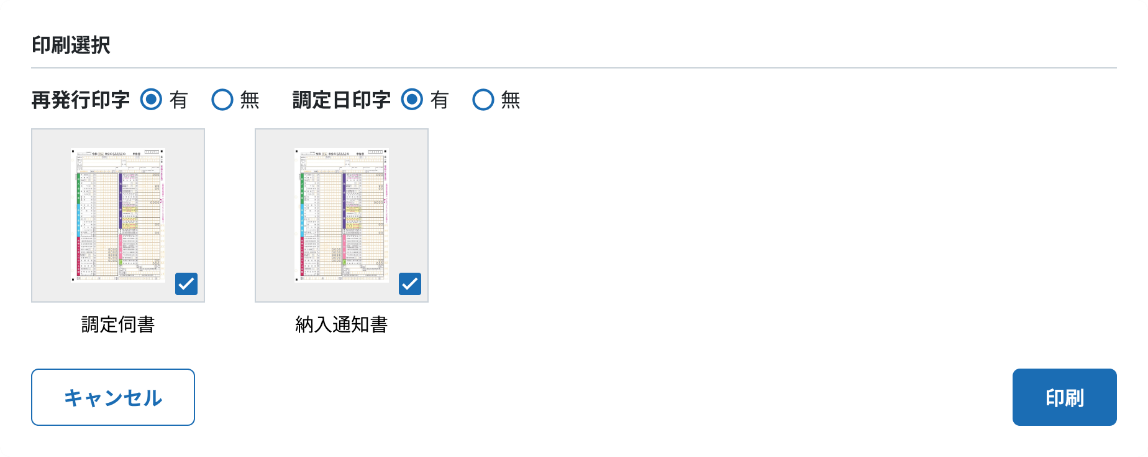 印刷選択
再発行印字 有 無 調定日印字 有 無
調定伺書 納入通知書
キャンセル 印刷